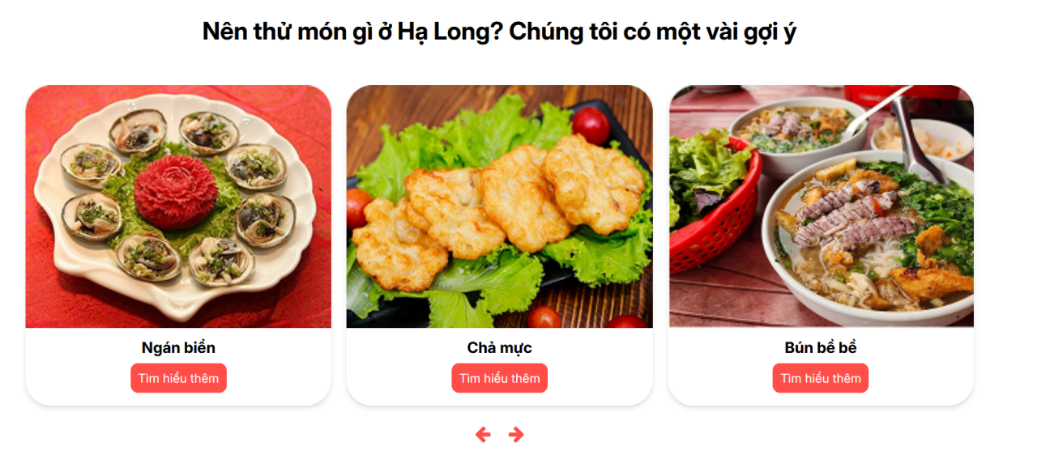 Nên thử món gì ở Hạ Long? Chúng tôi có một vài gợi ý
Ngán biển
Chả mực
Bún bề bề
Tìm hiểu thêm
Tìm hiểu thêm
Tìm hiểu thêm